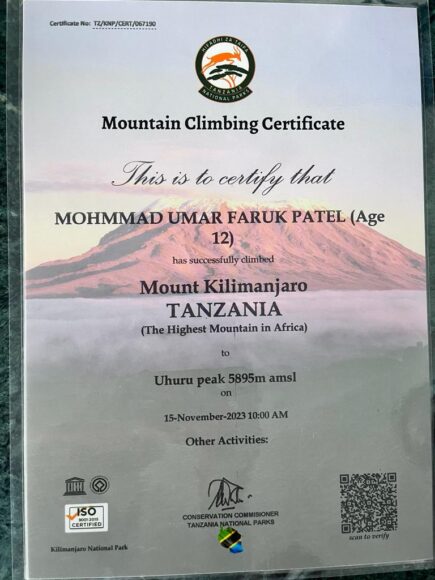 Certificate No: TZ/KNP/CERT/067190
HIFADHI ZA TAIFA
TANZANIA
NATIONAL PARKS
Mountain Climbing Certificate
This is to certify that
MOHMMAD UMAR FARUK PATEL (Age
12)
has successfully climbed
Mount Kilimanjaro
TANZANIA
(The Highest Mountain in Africa)
to
Uhuru peak 5895m amsl
on
15-November-2023 10:00 AM
Other Activities:
ISO
9001:2015
CERTIFIED
CONSERVATION COMMISIONER
TANZANIA NATIONAL PARKS
scan to verify
Kilimanjaro National Park